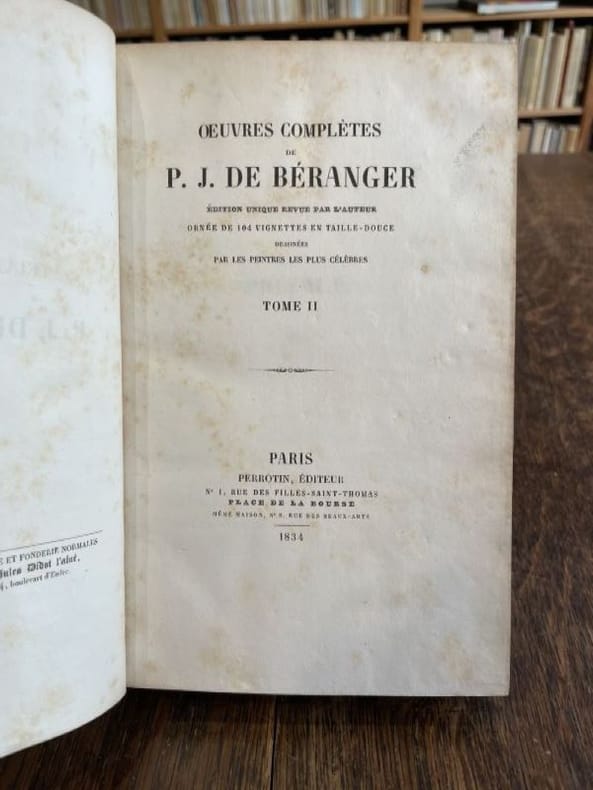 OEUVRES COMPLÈTES
DE
P. J. DE BÉRANGER
ÉDITION UNIQUE REVUE PAR L'AUTEUR
ORNÉE DE 104 VIGNETTES EN TAILLE-DOUCE
DESSINÉES
PAR LES PEINTRES LES PLUS CÉLÈBRES
TOME II
PARIS
PERROTIN, ÉDITEUR
Nº 1, RUE DES FILLES-SAINT-THOMAS
PLACE DE LA BOURSE
MÊME MAISON, Nº 8, RUE DES BEAUX-ARTS
1834
E ET FONDERIE NORMALES
Jules Didot l'aîné,
4, boulevart d'Enfer